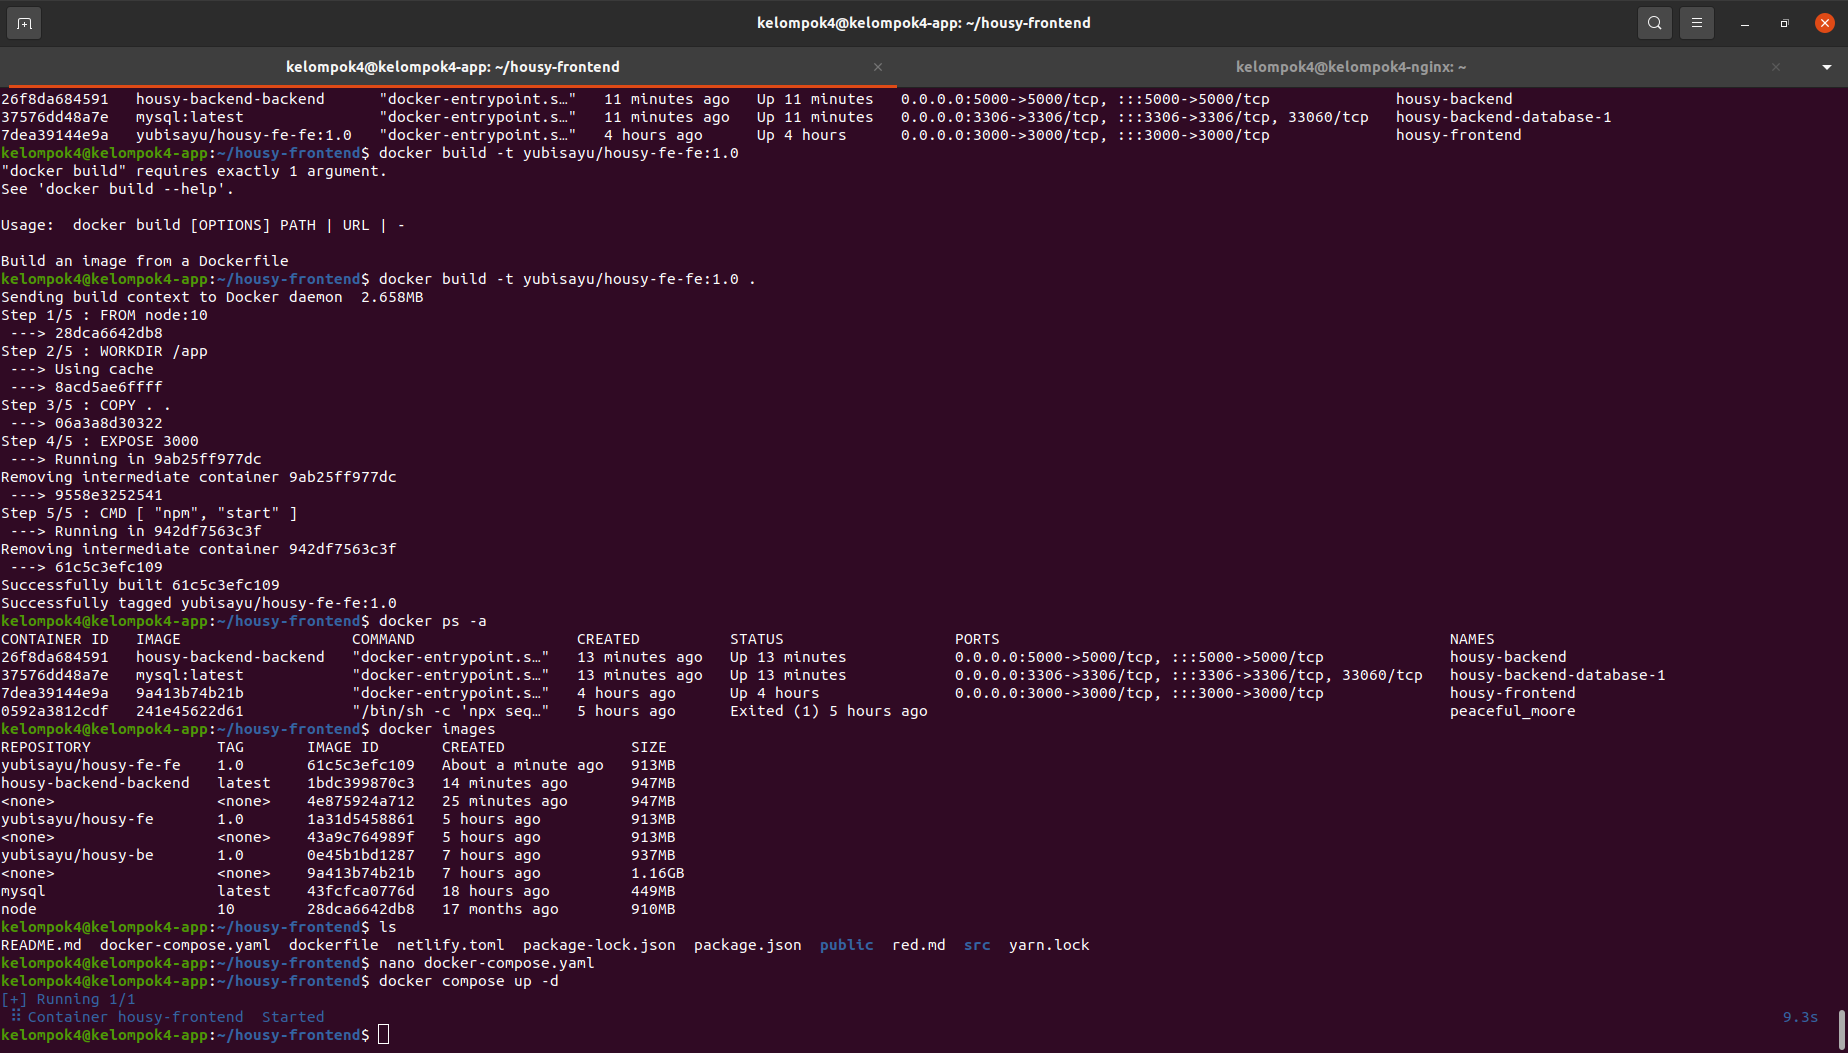 kelompok4@kelompok4-app: ~/housy-frontend
kelompok4@kelompok4-app: ~/housy-frontend
kelompok4@kelompok4-nginx: ~
26f8da684591   housy-backend-backend      "docker-entrypoint.s…"   11 minutes ago   Up 11 minutes   0.0.0.0:5000->5000/tcp, :::5000->5000/tcp              housy-backend
37576dd48a7e   mysql:latest               "docker-entrypoint.s…"   11 minutes ago   Up 11 minutes   0.0.0.0:3306->3306/tcp, :::3306->3306/tcp, 33060/tcp   housy-backend-database-1
7dea39144e9a   yubisayu/housy-fe-fe:1.0   "docker-entrypoint.s…"   4 hours ago      Up 4 hours      0.0.0.0:3000->3000/tcp, :::3000->3000/tcp              housy-frontend
kelompok4@kelompok4-app:~/housy-frontend$ docker build -t yubisayu/housy-fe-fe:1.0
"docker build" requires exactly 1 argument.
See 'docker build --help'.
Usage:  docker build [OPTIONS] PATH | URL | -
Build an image from a Dockerfile
kelompok4@kelompok4-app:~/housy-frontend$ docker build -t yubisayu/housy-fe-fe:1.0 .
Sending build context to Docker daemon  2.658MB
Step 1/5 : FROM node:10
 ---> 28dca6642db8
Step 2/5 : WORKDIR /app
 ---> Using cache
 ---> 8acd5ae6ffff
Step 3/5 : COPY . .
 ---> 06a3a8d30322
Step 4/5 : EXPOSE 3000
 ---> Running in 9ab25ff977dc
Removing intermediate container 9ab25ff977dc
 ---> 9558e3252541
Step 5/5 : CMD [ "npm", "start" ]
 ---> Running in 942df7563c3f
Removing intermediate container 942df7563c3f
 ---> 61c5c3efc109
Successfully built 61c5c3efc109
Successfully tagged yubisayu/housy-fe-fe:1.0
kelompok4@kelompok4-app:~/housy-frontend$ docker ps -a
CONTAINER ID   IMAGE                   COMMAND                  CREATED          STATUS                   PORTS                                                  NAMES
26f8da684591   housy-backend-backend   "docker-entrypoint.s…"   13 minutes ago   Up 13 minutes            0.0.0.0:5000->5000/tcp, :::5000->5000/tcp              housy-backend
37576dd48a7e   mysql:latest            "docker-entrypoint.s…"   13 minutes ago   Up 13 minutes            0.0.0.0:3306->3306/tcp, :::3306->3306/tcp, 33060/tcp   housy-backend-database-1
7dea39144e9a   9a413b74b21b            "docker-entrypoint.s…"   4 hours ago      Up 4 hours               0.0.0.0:3000->3000/tcp, :::3000->3000/tcp              housy-frontend
0592a3812cdf   241e45622d61            "/bin/sh -c 'npx seq…"   5 hours ago      Exited (1) 5 hours ago                                                          peaceful_moore
kelompok4@kelompok4-app:~/housy-frontend$ docker images
REPOSITORY              TAG       IMAGE ID       CREATED              SIZE
yubisayu/housy-fe-fe    1.0       61c5c3efc109   About a minute ago   913MB
housy-backend-backend   latest    1bdc399870c3   14 minutes ago       947MB
<none>                  <none>    4e875924a712   25 minutes ago       947MB
yubisayu/housy-fe       1.0       1a31d5458861   5 hours ago          913MB
<none>                  <none>    43a9c764989f   5 hours ago          913MB
yubisayu/housy-be       1.0       0e45b1bd1287   7 hours ago          937MB
<none>                  <none>    9a413b74b21b   7 hours ago          1.16GB
mysql                   latest    43fcfca0776d   18 hours ago         449MB
node                    10        28dca6642db8   17 months ago        910MB
kelompok4@kelompok4-app:~/housy-frontend$ ls
README.md  docker-compose.yaml  dockerfile  netlify.toml  package-lock.json  package.json  public  red.md  src  yarn.lock
kelompok4@kelompok4-app:~/housy-frontend$ nano docker-compose.yaml
kelompok4@kelompok4-app:~/housy-frontend$ docker compose up -d
[+] Running 1/1
 ⠿ Container housy-frontend  Started 9.3s
kelompok4@kelompok4-app:~/housy-frontend$